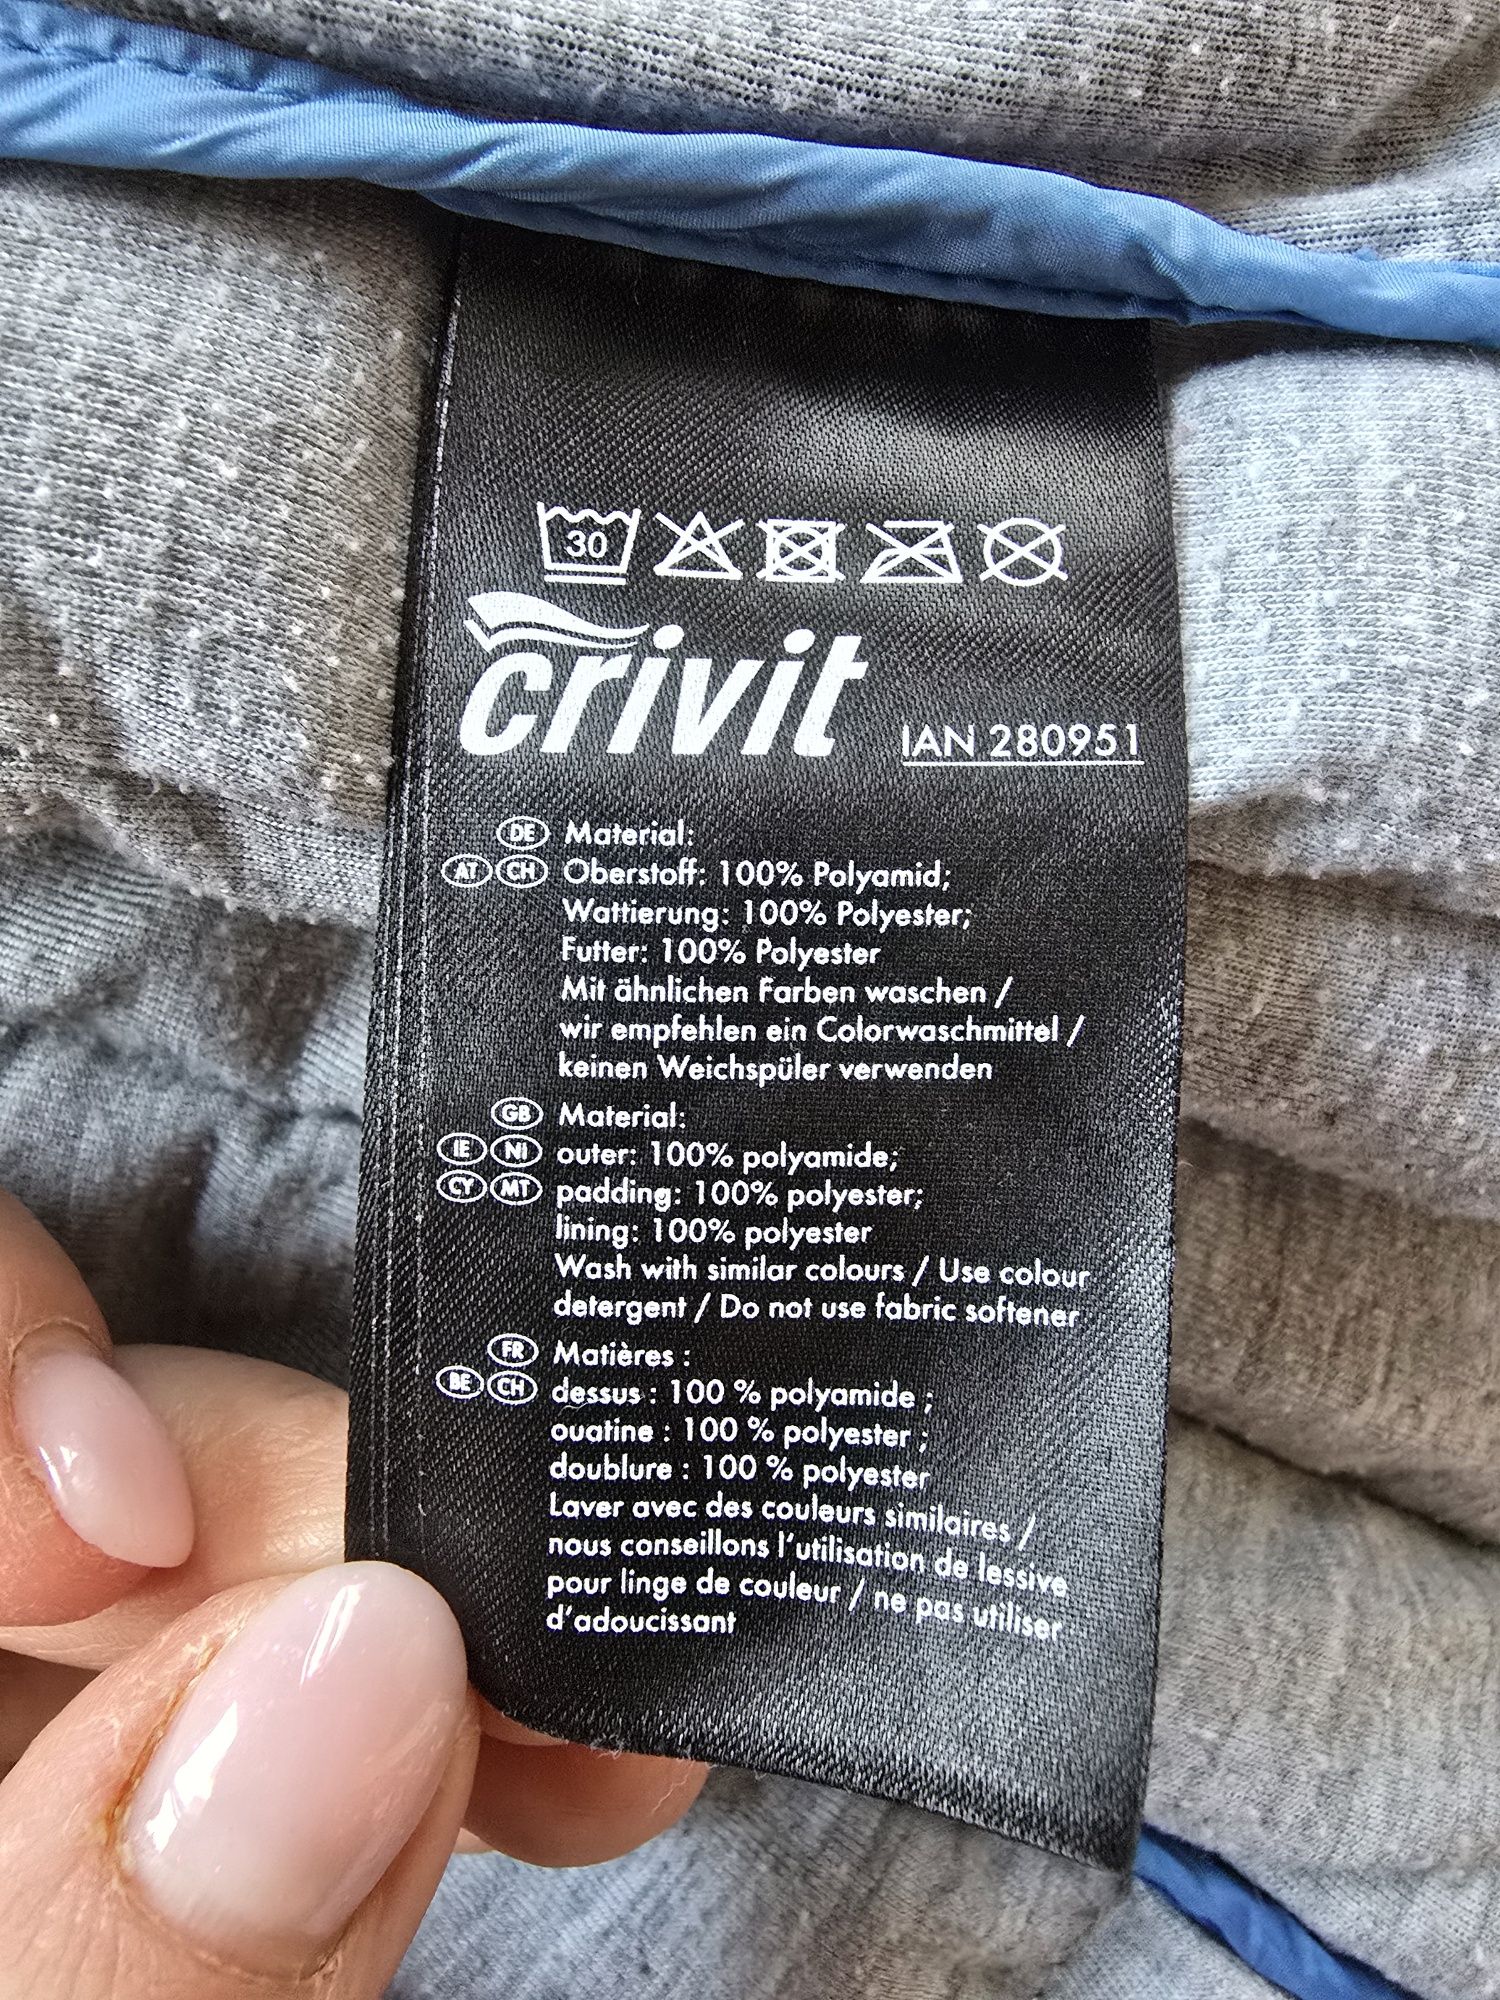 30
crivit IAN 280951
DE Material:
AT CH Oberstoff: 100% Polyamid;
Wattierung: 100% Polyester;
Futter: 100% Polyester
Mit ähnlichen Farben waschen /
wir empfehlen ein Colorwaschmittel /
keinen Weichspüler verwenden
GB Material:
IE NI outer: 100% polyamide;
CY MT padding: 100% polyester;
lining: 100% polyester
Wash with similar colours / Use colour
detergent / Do not use fabric softener
FR Matières :
BE CH dessus : 100 % polyamide ;
ouatine : 100 % polyester ;
doublure : 100 % polyester
Laver avec des couleurs similaires /
nous conseillons l'utilisation de lessive
pour linge de couleur / ne pas utiliser
d'adoucissant